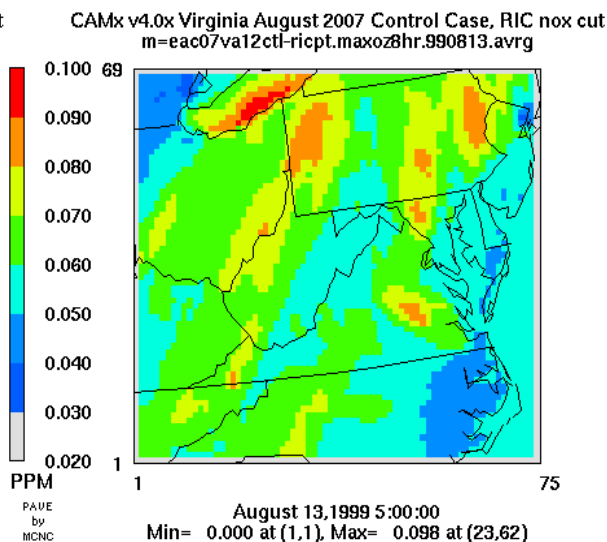 t
CAMx v4.0x Virginia August 2007 Control Case, RIC nox cut
m=eac07va12ctl-ricpt.maxoz8hr.990813.avrg
0.100
0.090
0.080
0.070
0.060
0.050
0.040
0.030
0.020
PPM
PAVE
by
MCNC
69
1
1
75
August 13,1999 5:00:00
Min= 0.000 at (1,1), Max= 0.098 at (23,62)